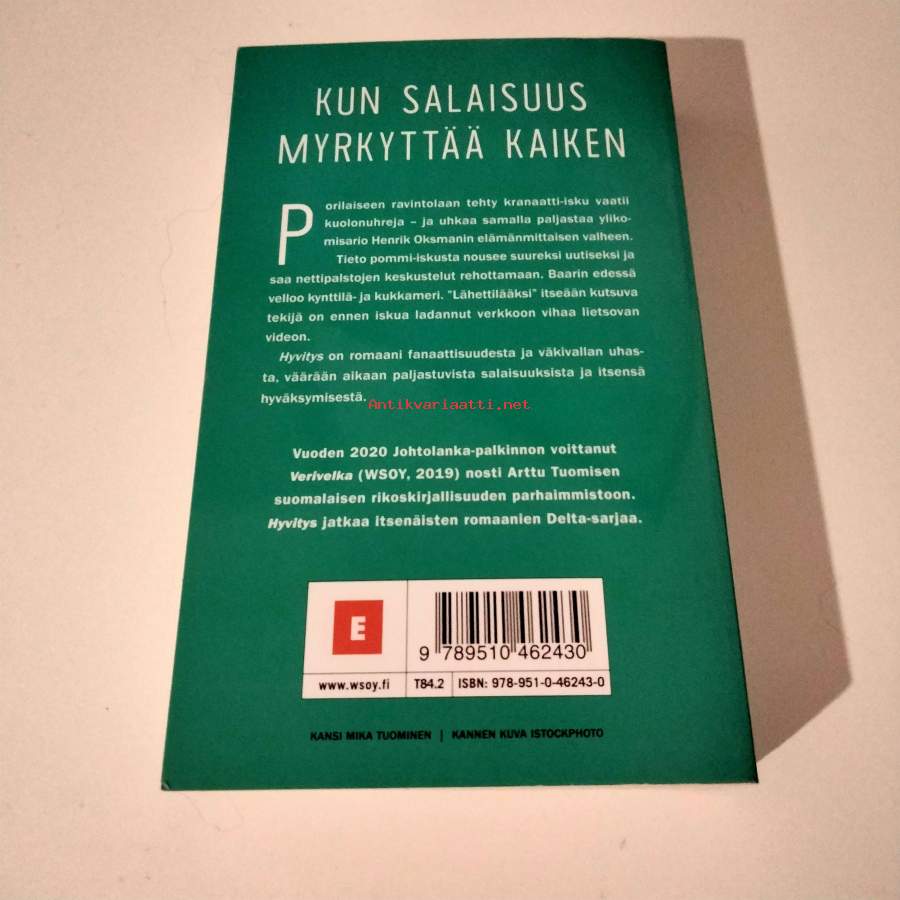 KUN SALAISUUS
MYRKYTTÄÄ KAIKEN
Porilaiseen ravintolaan tehty kranaatti-isku vaatii
kuolonuhreja – ja uhkaa samalla paljastaa yliko-
misario Henrik Oksmanin elämänmittaisen valheen.
Tieto pommi-iskusta nousee suureksi uutiseksi ja
saa nettipalstojen keskustelut rehottamaan. Baarin edessä
velloo kynttilä- ja kukkameri. "Lähettilääksi" itseään kutsuva
tekijä on ennen iskua ladannut verkkoon vihaa lietsovan
videon.
Hyvitys on romaani fanaattisuudesta ja väkivallan uhas-
ta, väärään aikaan paljastuvista salaisuuksista ja itsensä
hyväksymisestä.
Antikvariaatti.net
Vuoden 2020 Johtolanka-palkinnon voittanut
Verivelka (WSOY, 2019) nosti Arttu Tuomisen
suomalaisen rikoskirjallisuuden parhaimmistoon.
Hyvitys jatkaa itsenäisten romaanien Delta-sarjaa.
E
9 789510 462430
www.wsoy.fi T84.2 ISBN: 978-951-0-46243-0
KANSI MIKA TUOMINEN | KANNEN KUVA ISTOCKPHOTO